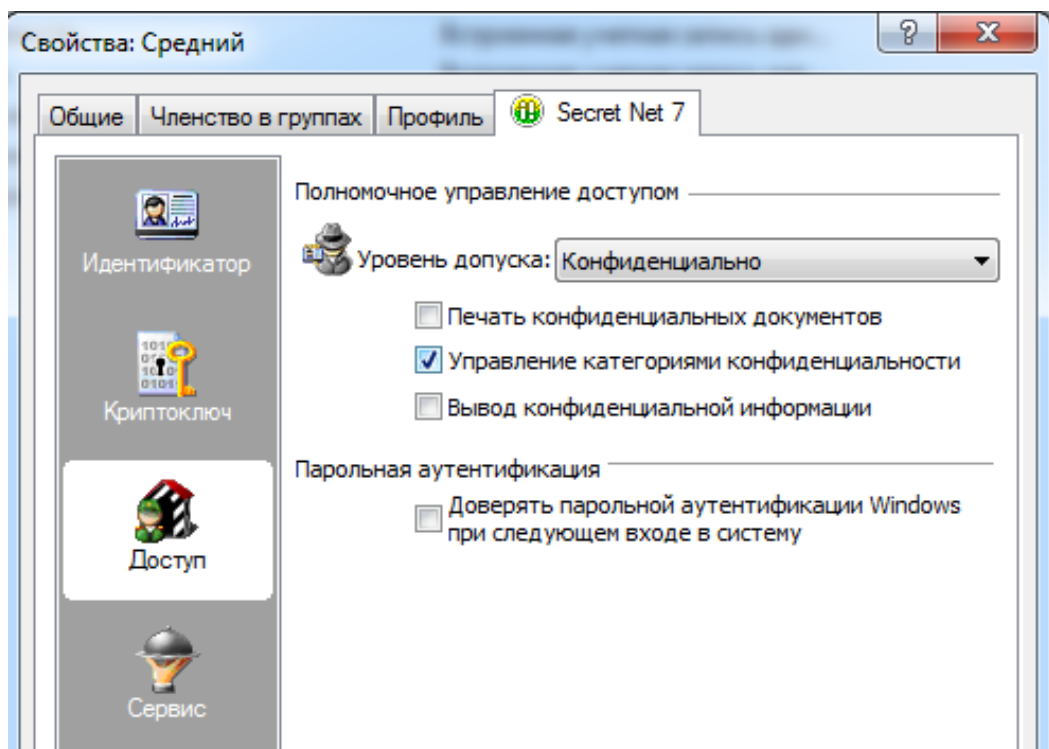 Свойства: Средний
?
Общие Членство в группах Профиль Secret Net 7
Полномочное управление доступом
Идентификатор
Уровень допуска: Конфиденциально
Печать конфиденциальных документов
Управление категориями конфиденциальности
Криптоключ
Вывод конфиденциальной информации
Парольная аутентификация
Доверять парольной аутентификации Windows
при следующем входе в систему
Доступ
Сервис